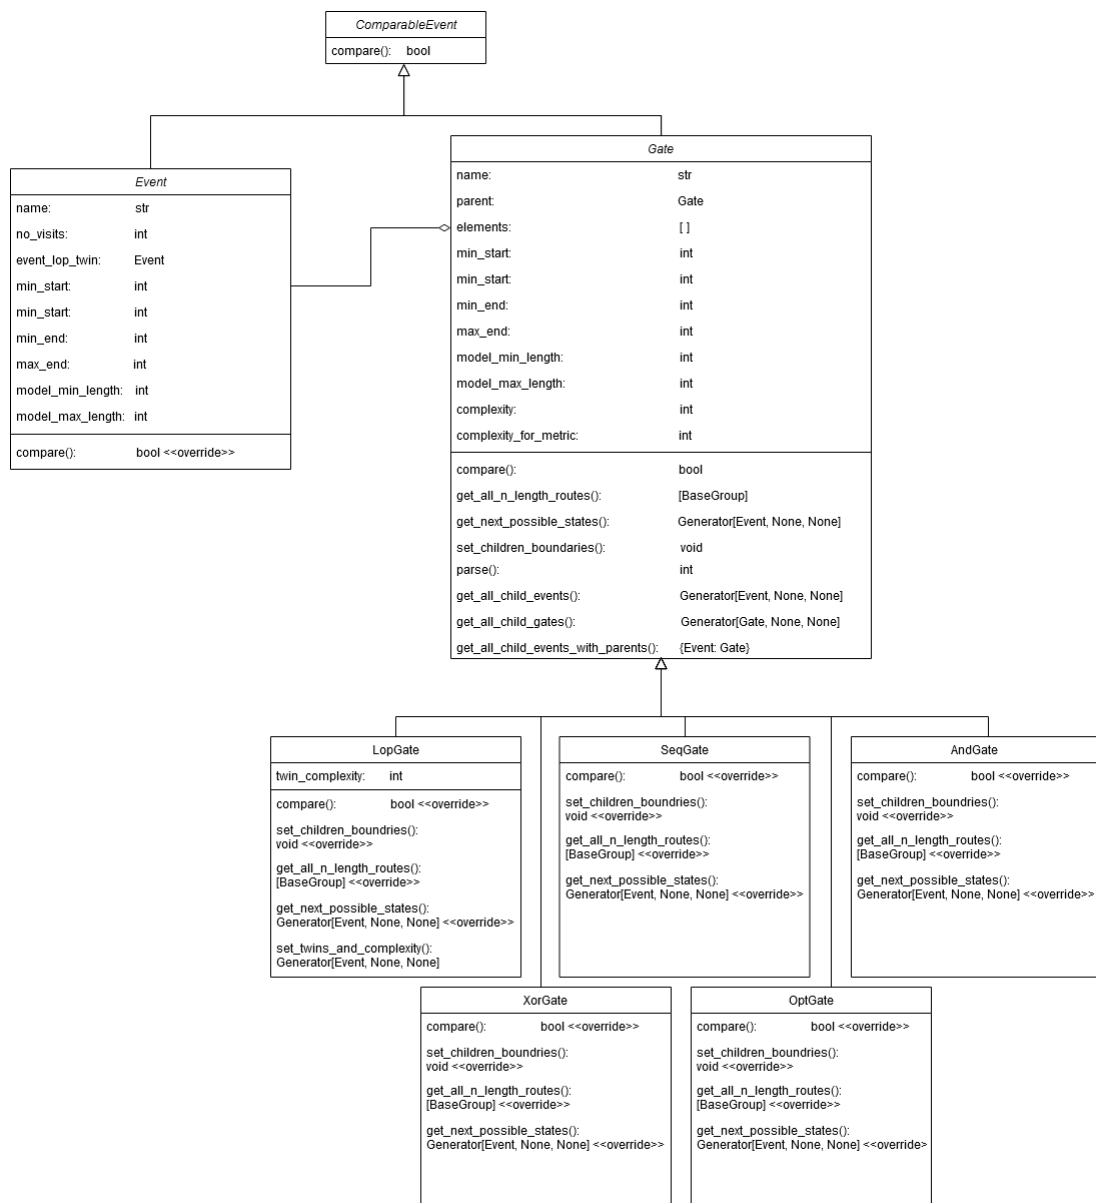 ComparableEvent
compare(): bool
Event
name: str
no_visits: int
event_lop_twin: Event
min_start: int
min_start: int
min_end: int
max_end: int
model_min_length: int
model_max_length: int
compare(): bool <<override>>
Gate
name: str
parent: Gate
elements: [ ]
min_start: int
min_start: int
min_end: int
max_end: int
model_min_length: int
model_max_length: int
complexity: int
complexity_for_metric: int
compare(): bool
get_all_n_length_routes(): [BaseGroup]
get_next_possible_states(): Generator[Event, None, None]
set_children_boundaries(): void
parse(): int
get_all_child_events(): Generator[Event, None, None]
get_all_child_gates(): Generator[Gate, None, None]
get_all_child_events_with_parents(): {Event: Gate}
LopGate
twin_complexity: int
compare(): bool <<override>>
set_children_boundries():
void <<override>>
get_all_n_length_routes():
[BaseGroup] <<override>>
get_next_possible_states():
Generator[Event, None, None] <<override>>
set_twins_and_complexity():
Generator[Event, None, None]
SeqGate
compare(): bool <<override>>
set_children_boundries():
void <<override>>
get_all_n_length_routes():
[BaseGroup] <<override>>
get_next_possible_states():
Generator[Event, None, None] <<override>>
AndGate
compare(): bool <<override>>
set_children_boundries():
void <<override>>
get_all_n_length_routes():
[BaseGroup] <<override>>
get_next_possible_states():
Generator[Event, None, None] <<override>>
XorGate
compare(): bool <<override>>
set_children_boundries():
void <<override>>
get_all_n_length_routes():
[BaseGroup] <<override>>
get_next_possible_states():
Generator[Event, None, None] <<override>>
OptGate
compare(): bool <<override>>
set_children_boundries():
void <<override>>
get_all_n_length_routes():
[BaseGroup] <<override>>
get_next_possible_states():
Generator[Event, None, None] <<override>